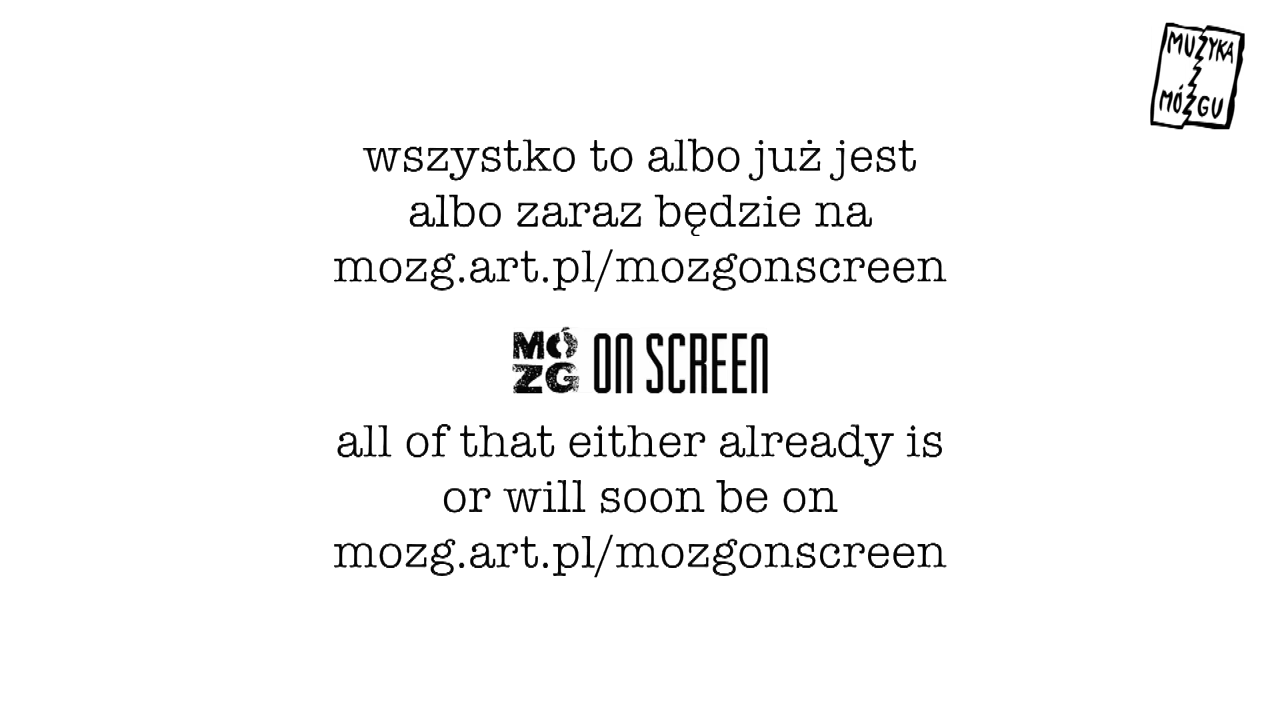 MUZYKA
Z
MÓZGU
wszystko to albo już jest
albo zaraz będzie na
mozg.art.pl/mozgonscreen
MÓ
ZG ON SCREEN
all of that either already is
or will soon be on
mozg.art.pl/mozgonscreen